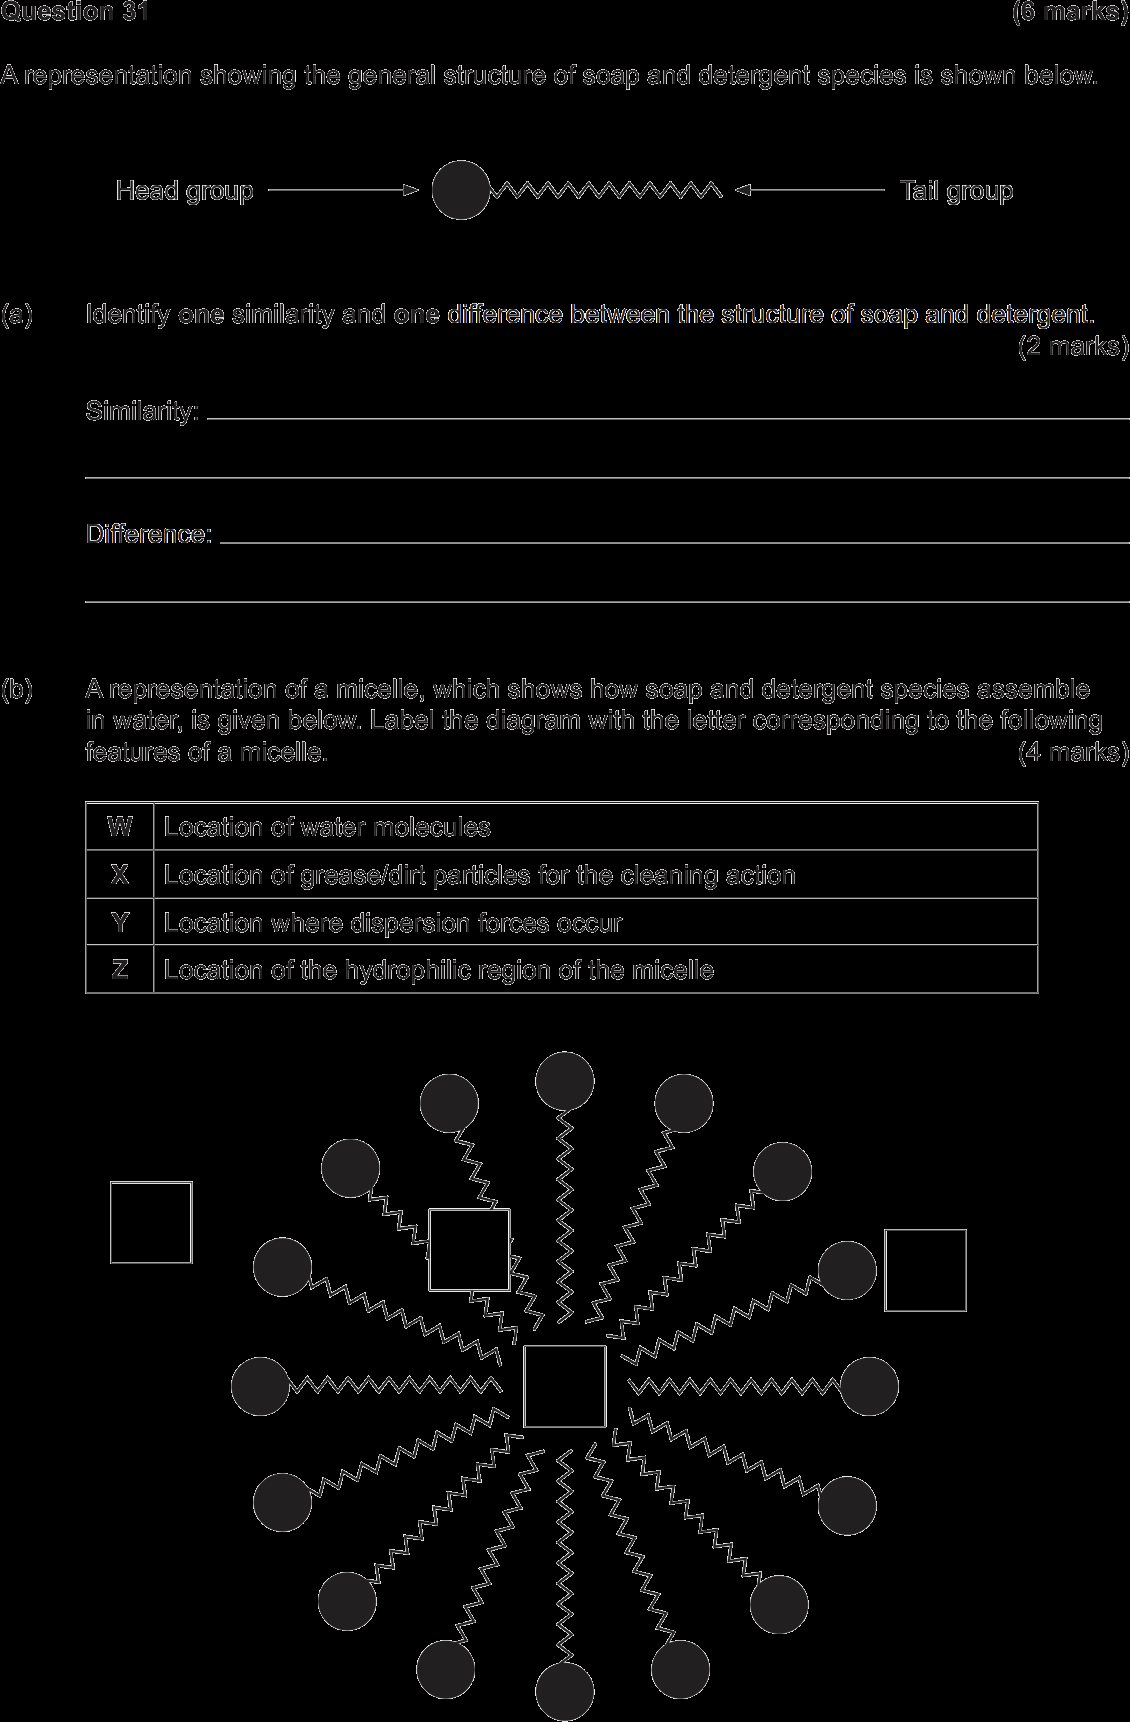 Question 31 (6 marks)
A representation showing the general structure of soap and detergent species is shown below.
Head group Tail group
(a) Identify one similarity and one difference between the structure of soap and detergent.
(2 marks)
Similarity:
Difference:
(b) A representation of a micelle, which shows how soap and detergent species assemble
in water, is given below. Label the diagram with the letter corresponding to the following
features of a micelle. (4 marks)
W Location of water molecules
X Location of grease/dirt particles for the cleaning action
Y Location where dispersion forces occur
Z Location of the hydrophilic region of the micelle